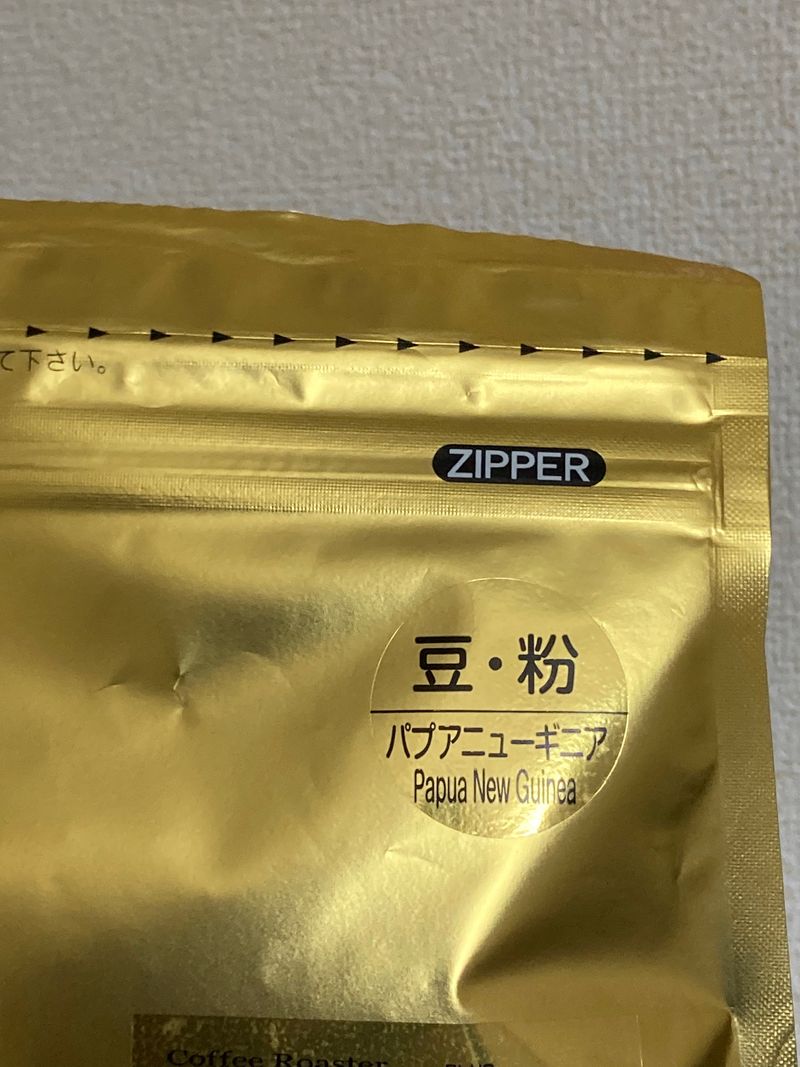 て下さい。
ZIPPER
豆・粉
パプアニューギニア
Papua New Guinea
Coffee Roaster